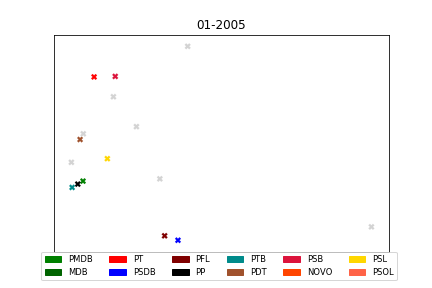 01-2005
PMDB PT PFL PTB PSB PSL
MDB PSDB PP PDT NOVO PSOL